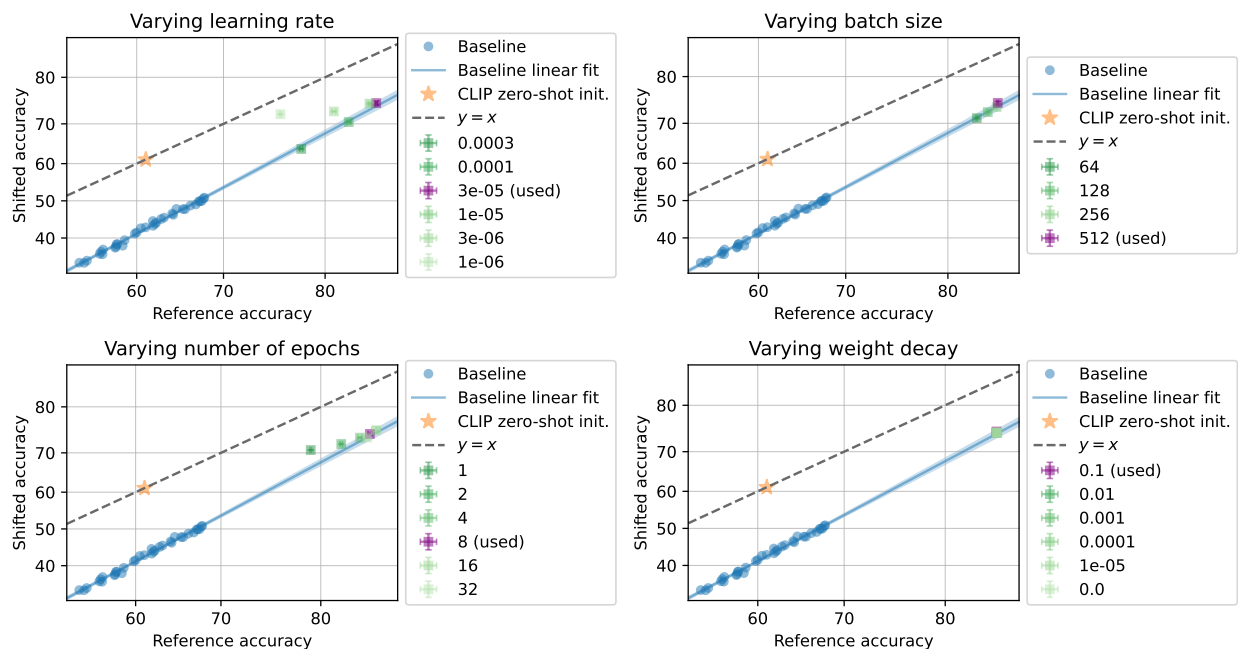 Varying learning rate
Shifted accuracy
80
70
60
50
40
60
70
80
Reference accuracy
Baseline
Baseline linear fit
CLIP zero-shot init.
y = x
0.0003
0.0001
3e-05 (used)
1e-05
3e-06
1e-06
Varying batch size
Shifted accuracy
80
70
60
50
40
60
70
80
Reference accuracy
Baseline
Baseline linear fit
CLIP zero-shot init.
y = x
64
128
256
512 (used)
Varying number of epochs
Shifted accuracy
80
70
60
50
40
60
70
80
Reference accuracy
Baseline
Baseline linear fit
CLIP zero-shot init.
y = x
1
2
4
8 (used)
16
32
Varying weight decay
Shifted accuracy
80
70
60
50
40
60
70
80
Reference accuracy
Baseline
Baseline linear fit
CLIP zero-shot init.
y = x
0.1 (used)
0.01
0.001
0.0001
1e-05
0.0